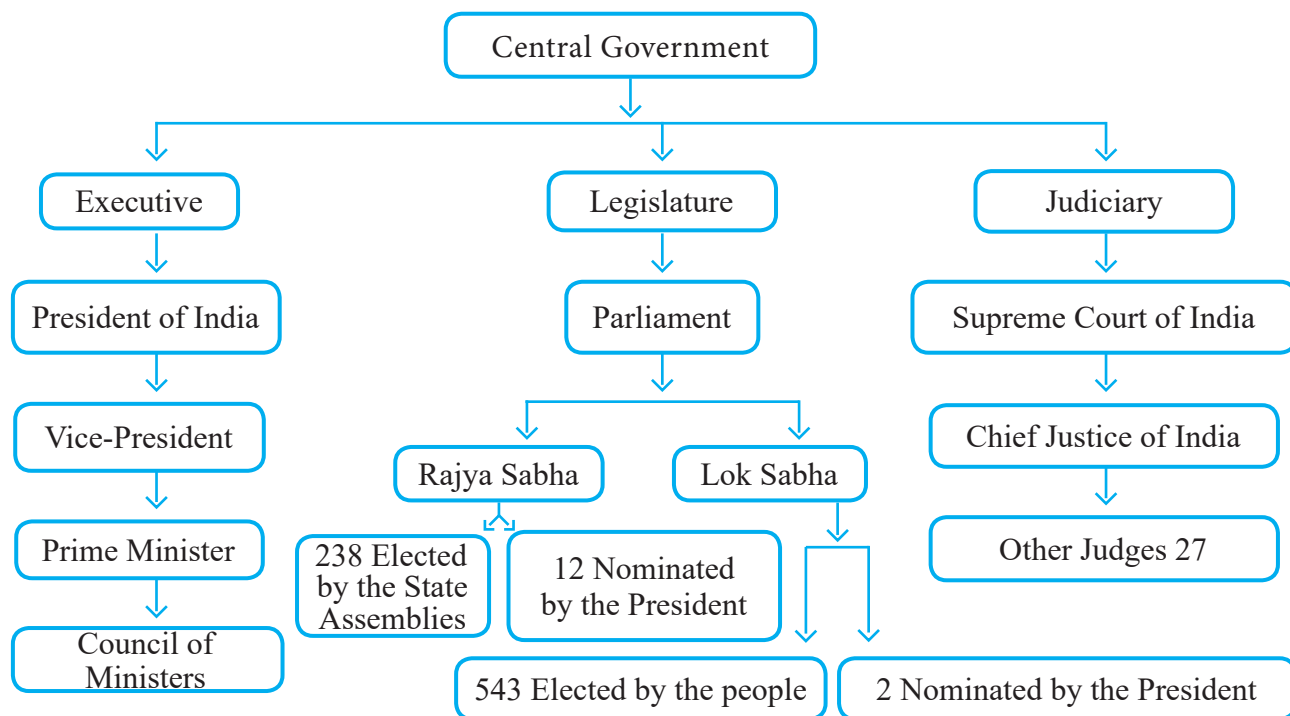 Central Government
Executive
Legislature
Judiciary
President of India
Parliament
Supreme Court of India
Vice-President
Rajya Sabha
Lok Sabha
Chief Justice of India
Prime Minister
238 Elected
by the State
Assemblies
12 Nominated
by the President
Other Judges 27
Council of
Ministers
543 Elected by the people
2 Nominated by the President